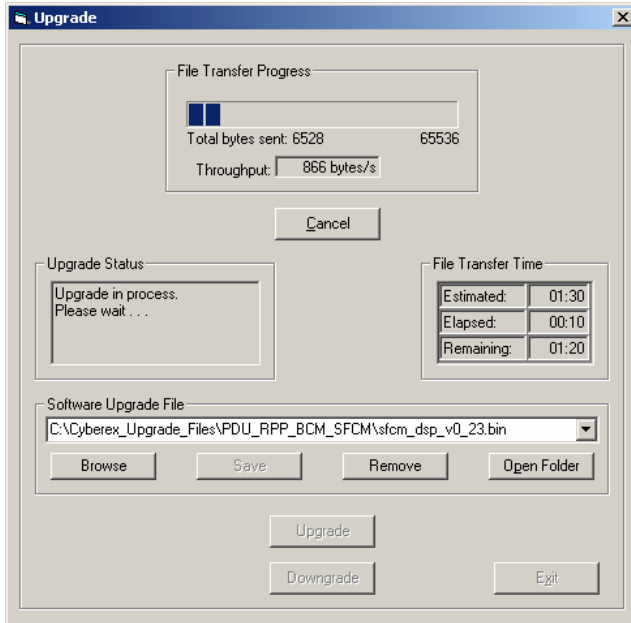 Upgrade
File Transfer Progress
Total bytes sent: 6528 65536
Throughput: 866 bytes/s
Cancel
Upgrade Status
Upgrade in process.
Please wait . . .
File Transfer Time
Estimated: 01:30
Elapsed: 00:10
Remaining: 01:20
Software Upgrade File
C:\Cyberex_Upgrade_Files\PDU_RPP_BCM_SFCM\sfcm_dsp_v0_23.bin
Browse Save Remove Open Folder
Upgrade
Downgrade Exit